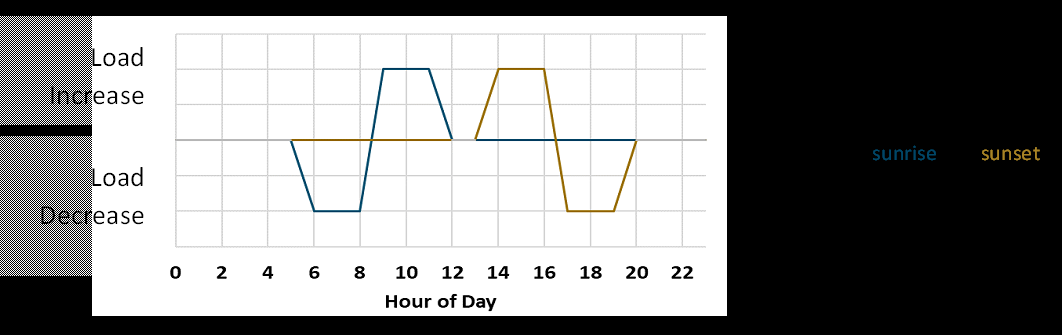 Load
Increase
Load
Decrease
sunrise sunset
0 2 4 6 8 10 12 14 16 18 20 22
Hour of Day